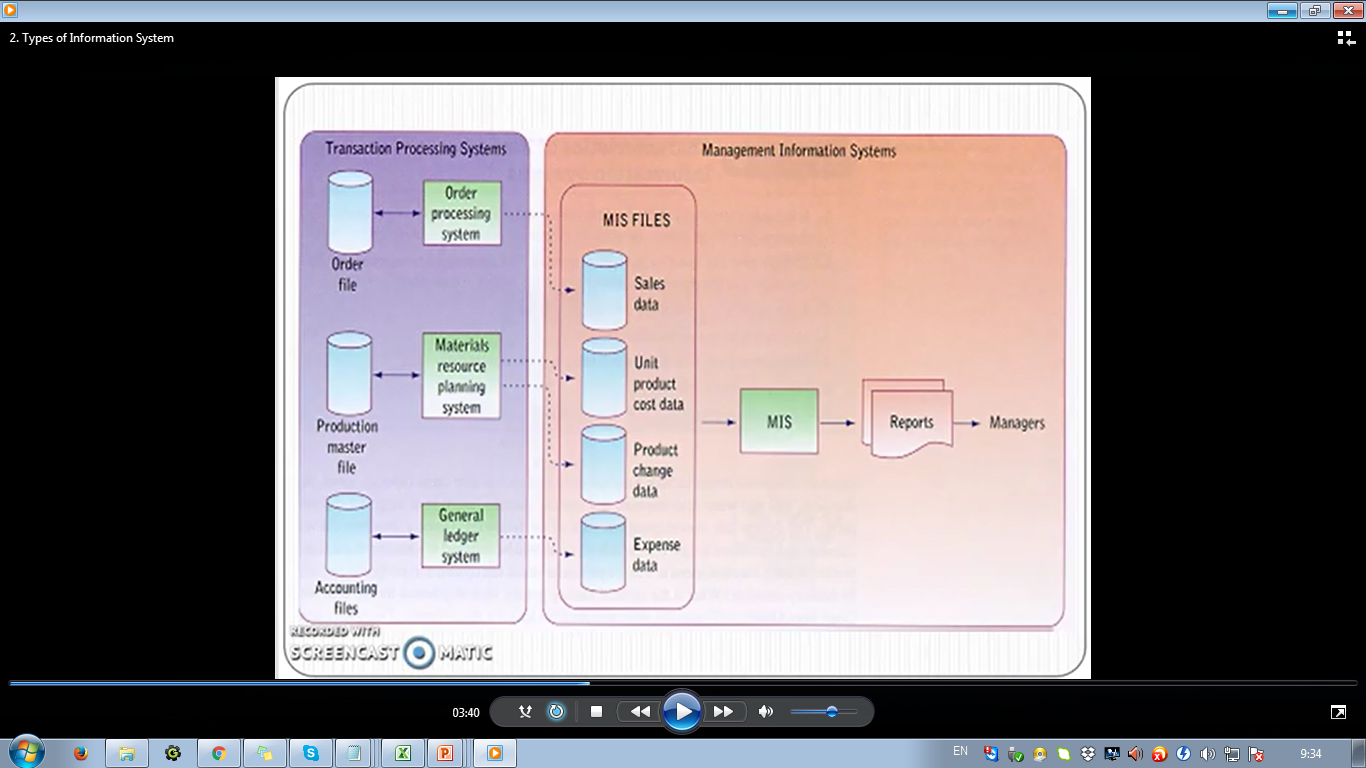 2. Types of Information System
Transaction Processing Systems
Order
file
Order
processing
system
Production
master
file
Materials
resource
planning
system
Accounting
files
General
ledger
system
Management Information Systems
MIS FILES
Sales
data
Unit
product
cost data
Product
change
data
Expense
data
MIS
Reports
Managers
RECORDED WITH
SCREENCAST MATIC
03:40
EN
9:34